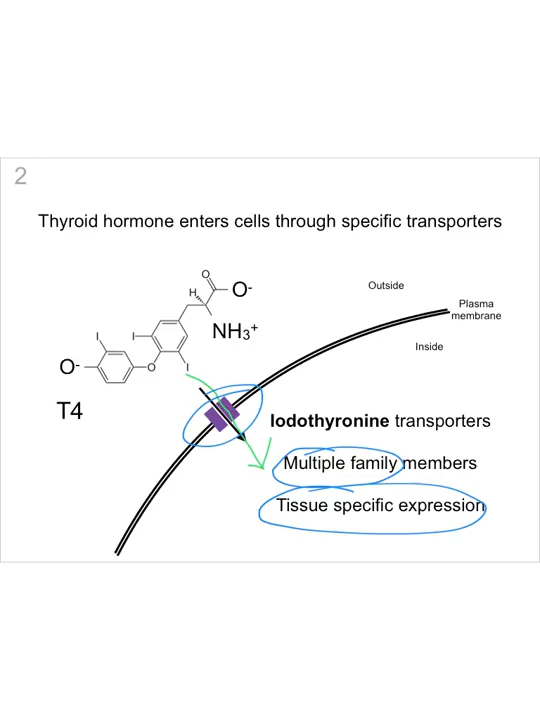 2
Thyroid hormone enters cells through specific transporters
O
H
O-
NH3+
Outside
Plasma
membrane
Inside
I
I
O-
O
I
T4
Iodothyronine transporters
Multiple family members
Tissue specific expression